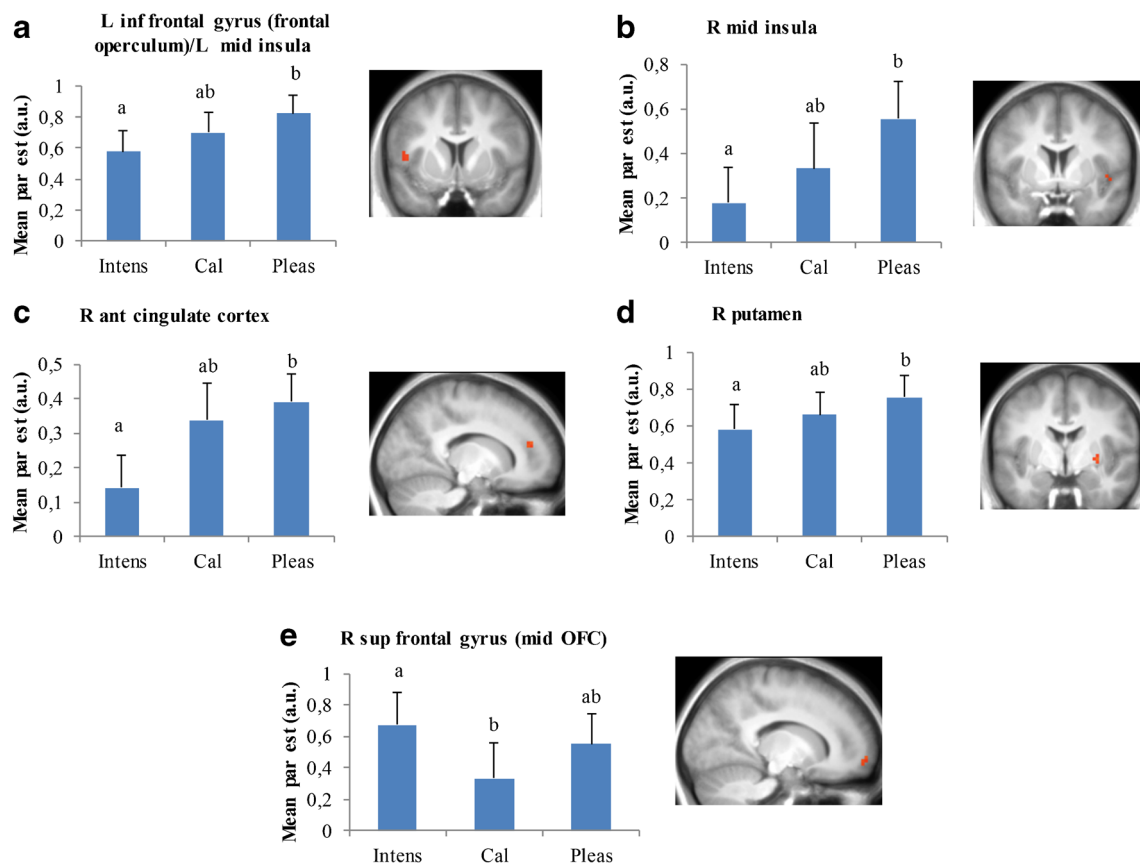 a
L inf frontal gyrus (frontal
operculum)/L mid insula
Mean par est (a.u.)
1
0,8
0,6
0,4
0,2
0
a
ab
b
Intens
Cal
Pleas
b
R mid insula
Mean par est (a.u.)
0,8
0,6
0,4
0,2
0
a
ab
b
Intens
Cal
Pleas
c
R ant cingulate cortex
Mean par est (a.u.)
0,5
0,4
0,3
0,2
0,1
0
a
ab
b
Intens
Cal
Pleas
d
R putamen
Mean par est (a.u.)
1
0,8
0,6
0,4
0,2
0
a
ab
b
Intens
Cal
Pleas
e
R sup frontal gyrus (mid OFC)
Mean par est (a.u.)
1
0,8
0,6
0,4
0,2
0
a
b
ab
Intens
Cal
Pleas